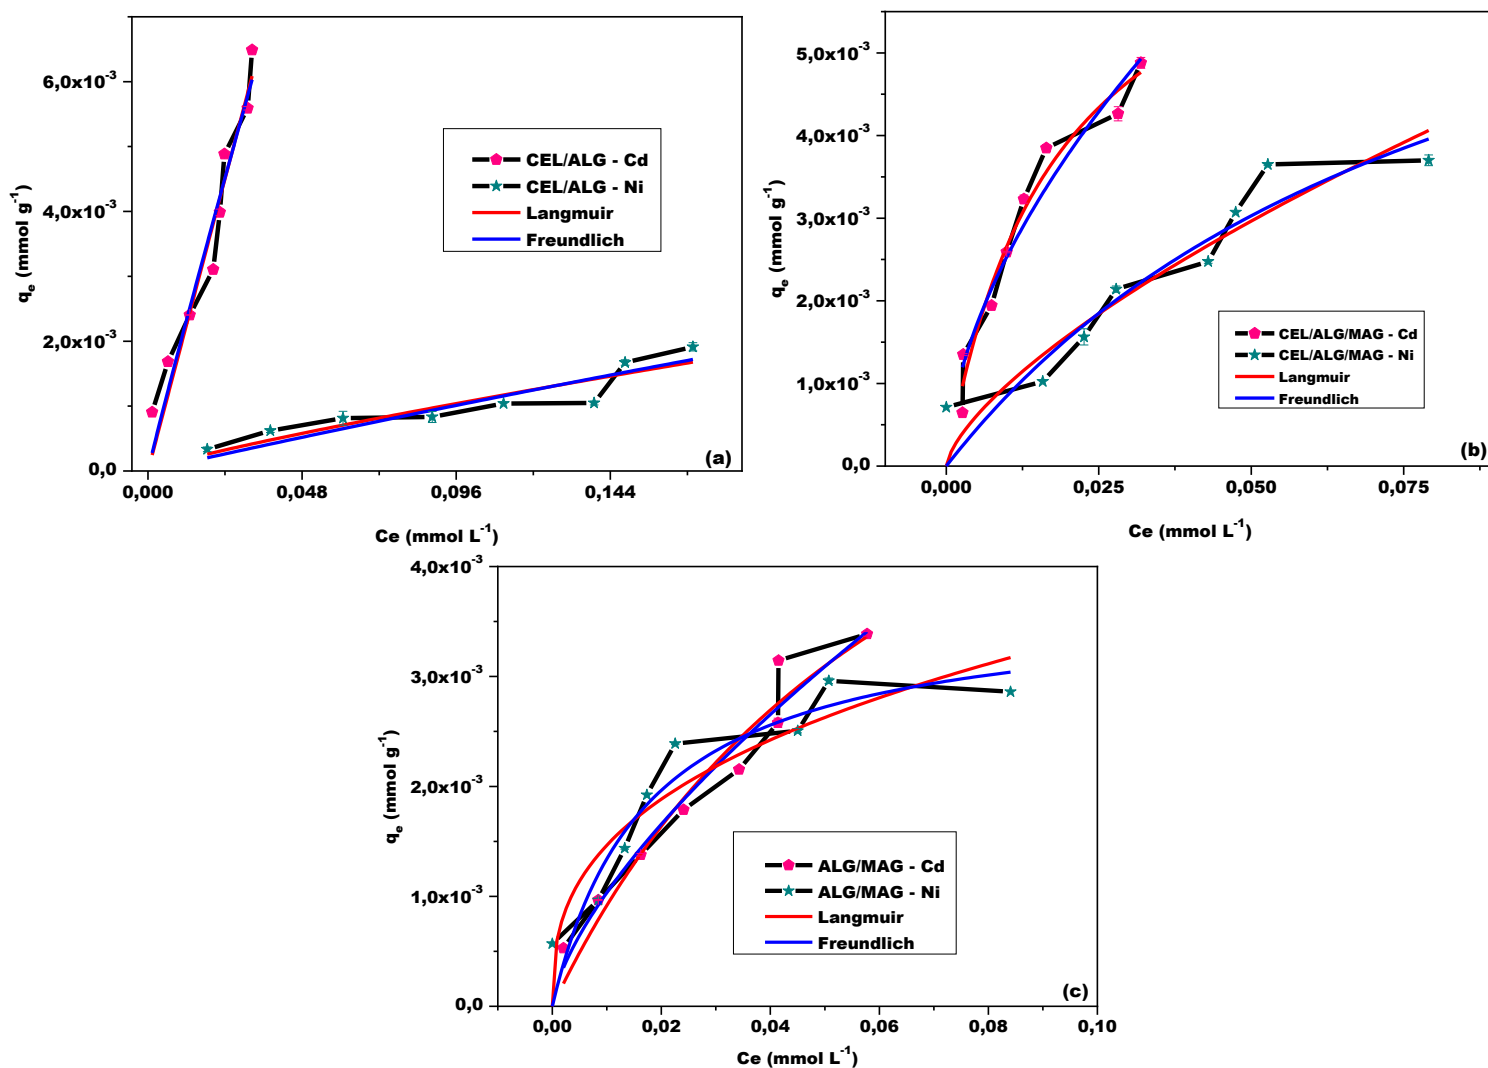 6,0x10⁻³
4,0x10⁻³
2,0x10⁻³
0,0
qₑ (mmol g⁻¹)
CEL/ALG - Cd
CEL/ALG - Ni
Langmuir
Freundlich
(a)
0,000 0,048 0,096 0,144
Ce (mmol L⁻¹)
5,0x10⁻³
4,0x10⁻³
3,0x10⁻³
2,0x10⁻³
1,0x10⁻³
0,0
qₑ (mmol g⁻¹)
CEL/ALG/MAG - Cd
CEL/ALG/MAG - Ni
Langmuir
Freundlich
(b)
0,000 0,025 0,050 0,075
Ce (mmol L⁻¹)
4,0x10⁻³
3,0x10⁻³
2,0x10⁻³
1,0x10⁻³
0,0
qₑ (mmol g⁻¹)
ALG/MAG - Cd
ALG/MAG - Ni
Langmuir
Freundlich
(c)
0,00 0,02 0,04 0,06 0,08 0,10
Ce (mmol L⁻¹)